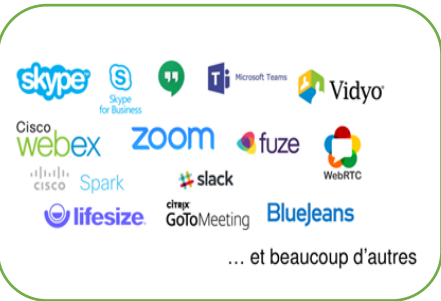 skype
Skype
for Business
Microsoft Teams
Vidyo
Cisco
webex
zoom
fuze
WebRTC
cisco Spark
slack
lifesize
citrix
GoToMeeting
BlueJeans
… et beaucoup d'autres